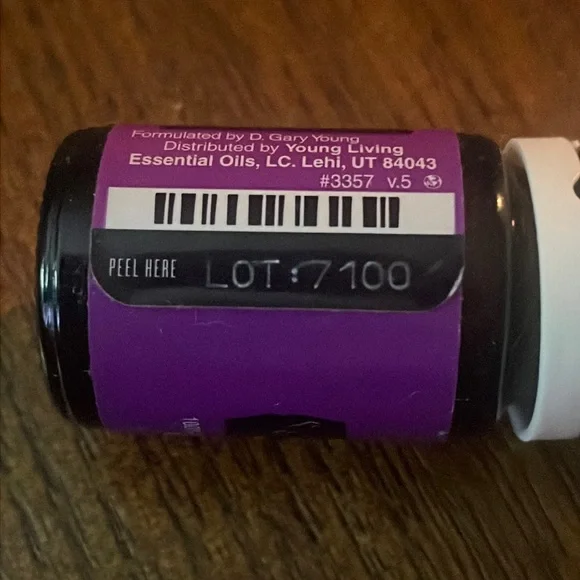 Formulated by D. Gary Young
Distributed by Young Living
Essential Oils, LC. Lehi, UT 84043
#3357 v.5
PEEL HERE LOT:7100